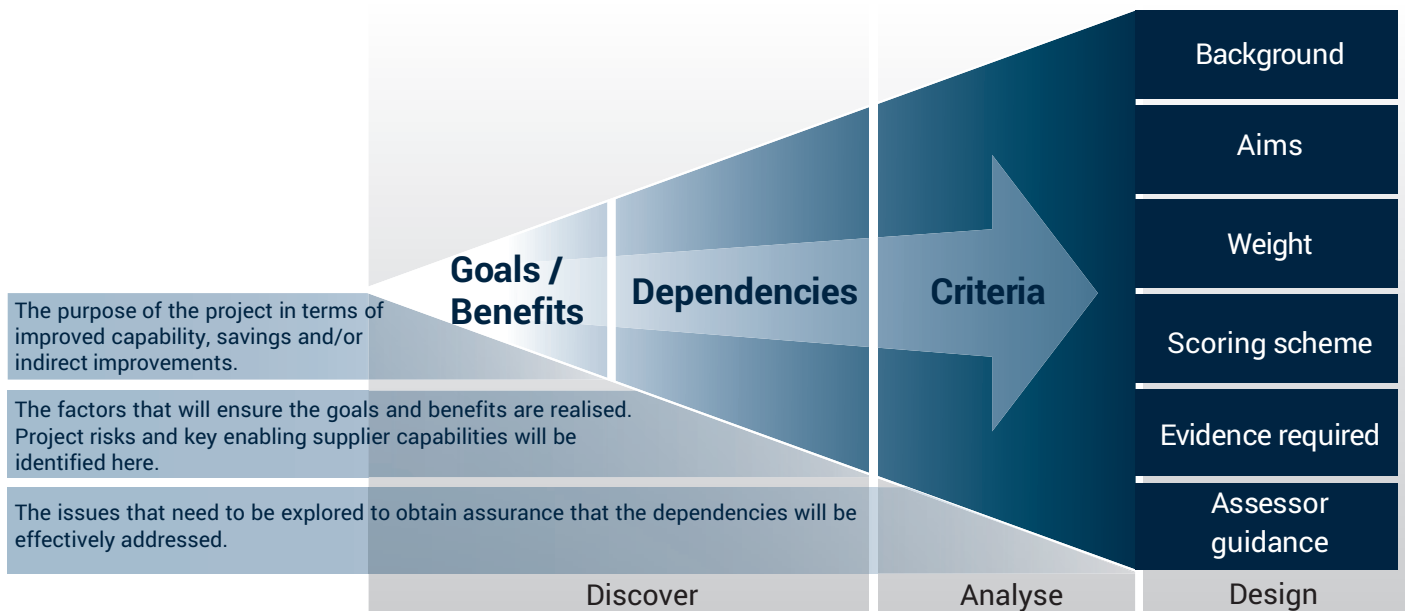 Background
Aims
Weight
Scoring scheme
Evidence required
Assessor
guidance
Goals /
Benefits
Dependencies
Criteria
The purpose of the project in terms of
improved capability, savings and/or
indirect improvements.
The factors that will ensure the goals and benefits are realised.
Project risks and key enabling supplier capabilities will be
identified here.
The issues that need to be explored to obtain assurance that the dependencies will be
effectively addressed.
Discover
Analyse
Design